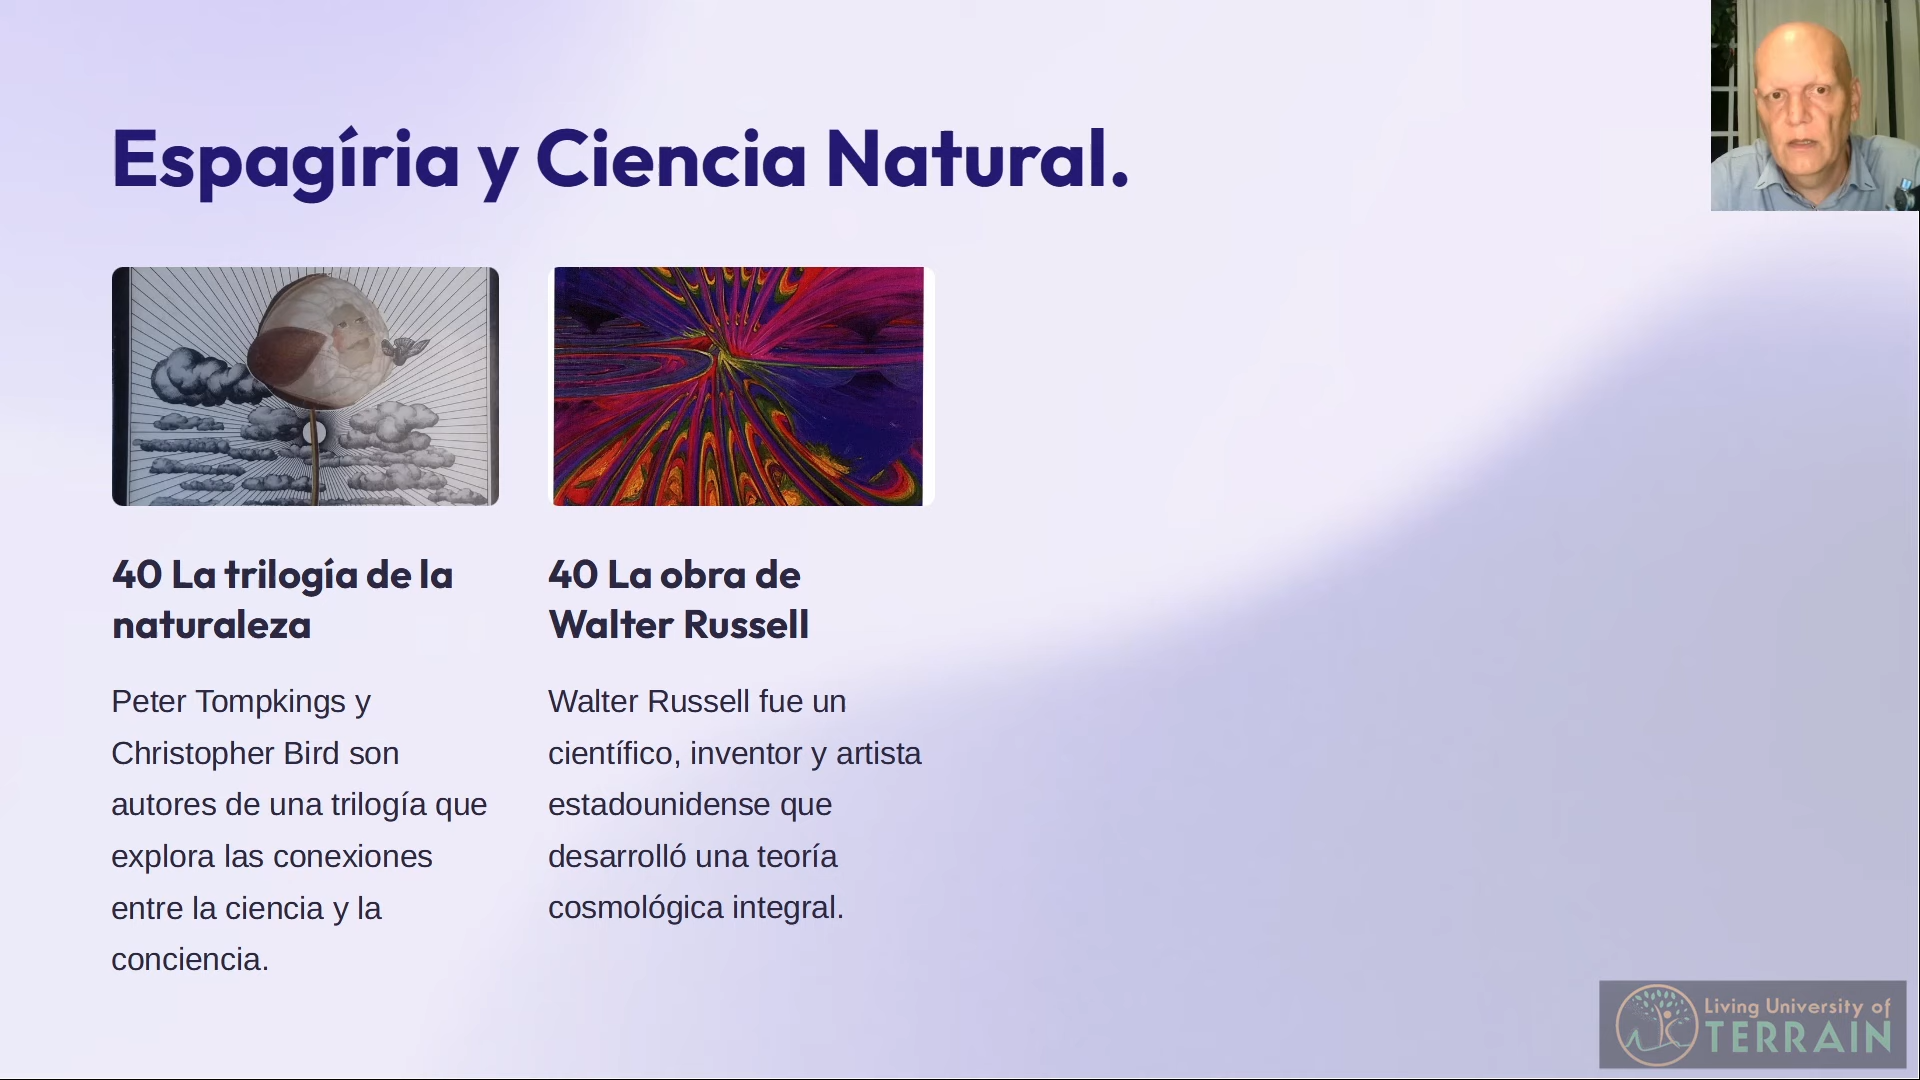 Espagíria y Ciencia Natural.
40 La trilogía de la
naturaleza
Peter Tompkings y
Christopher Bird son
autores de una trilogía que
explora las conexiones
entre la ciencia y la
conciencia.
40 La obra de
Walter Russell
Walter Russell fue un
científico, inventor y artista
estadounidense que
desarrolló una teoría
cosmológica integral.
Living University of
TERRAIN